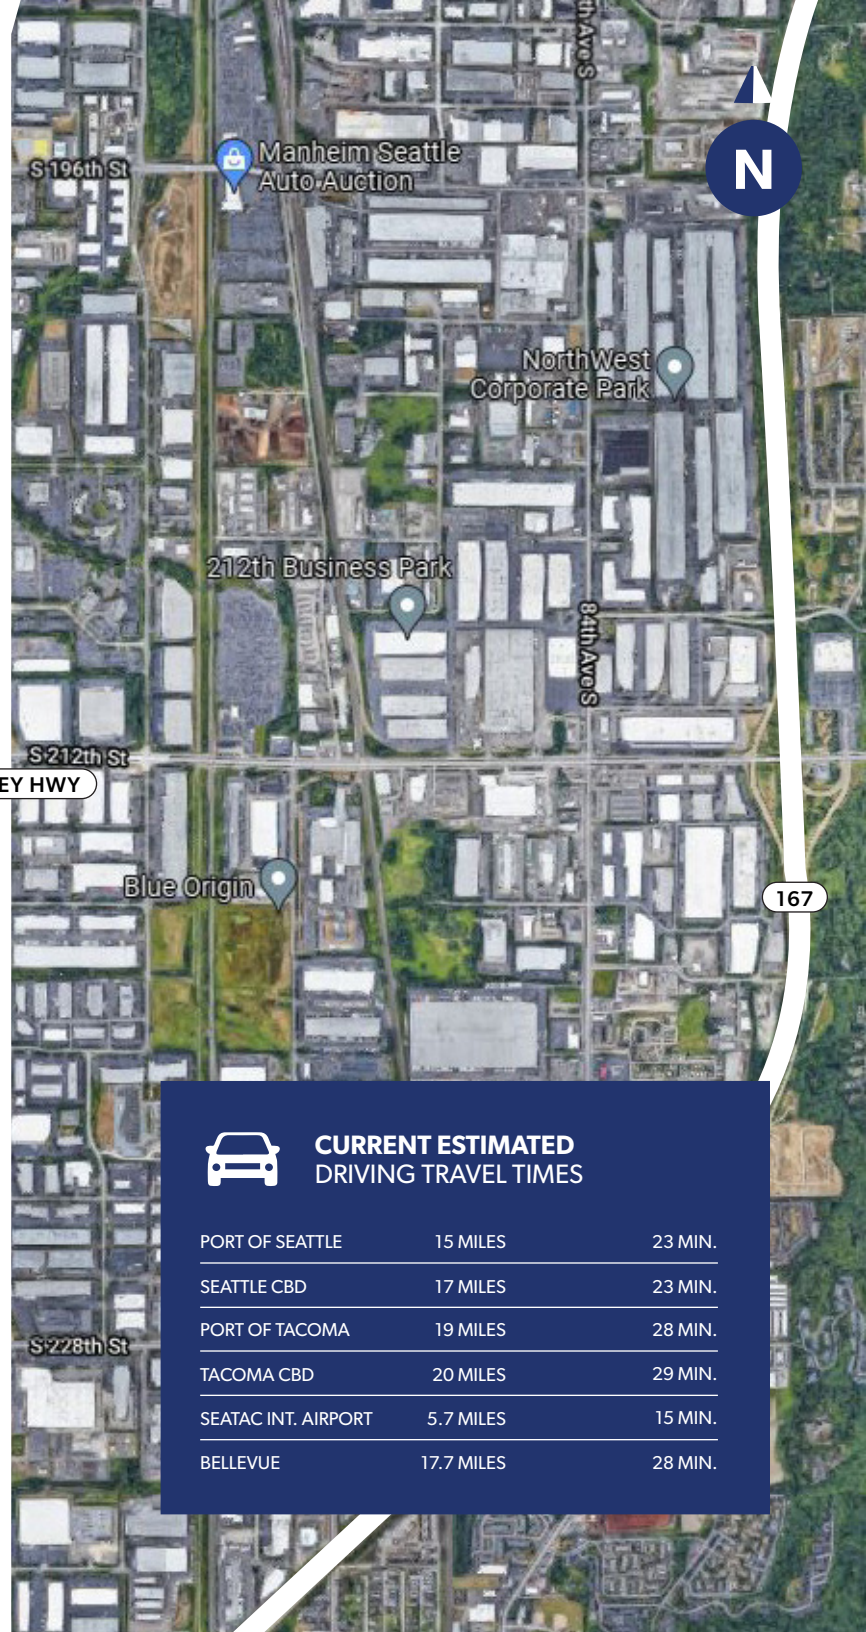 th Ave S
N
Manheim Seattle
Auto Auction
S 196th St
NorthWest
Corporate Park
212th Business Park
84th Ave S
S 212th St
EY HWY
Blue Origin
167
CURRENT ESTIMATED
DRIVING TRAVEL TIMES
PORT OF SEATTLE 15 MILES 23 MIN.
SEATTLE CBD 17 MILES 23 MIN.
PORT OF TACOMA 19 MILES 28 MIN.
TACOMA CBD 20 MILES 29 MIN.
SEATAC INT. AIRPORT 5.7 MILES 15 MIN.
BELLEVUE 17.7 MILES 28 MIN.
S 228th St